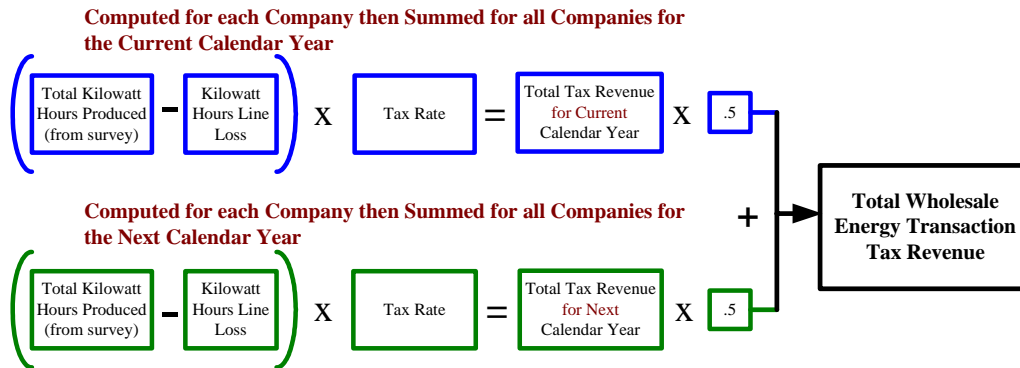 Computed for each Company then Summed for all Companies for
the Current Calendar Year
( Total Kilowatt
Hours Produced
(from survey)
-
Kilowatt
Hours Line
Loss )
X
Tax Rate
=
Total Tax Revenue
for Current
Calendar Year
X
.5
Computed for each Company then Summed for all Companies for
the Next Calendar Year
+
Total Wholesale
Energy Transaction
Tax Revenue
( Total Kilowatt
Hours Produced
(from survey)
-
Kilowatt
Hours Line
Loss )
X
Tax Rate
=
Total Tax Revenue
for Next
Calendar Year
X
.5